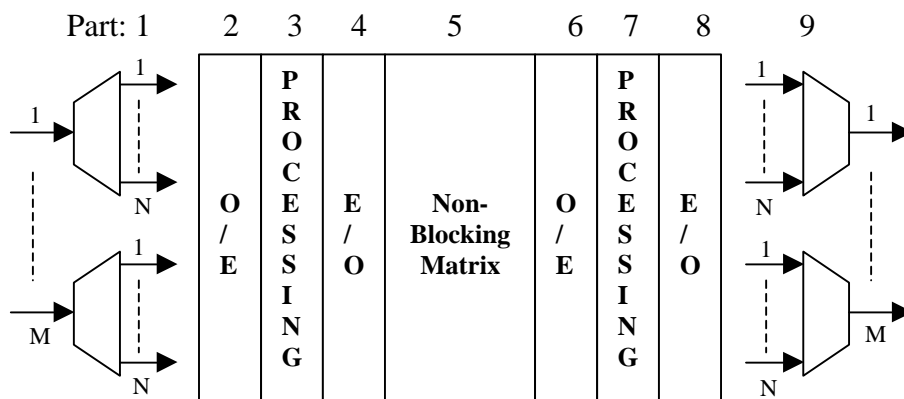 Part: 1 2 3 4 5 6 7 8 9
1
1
N
M
1
N
O
/
E
P
R
O
C
E
S
S
I
N
G
E
/
O
Non-
Blocking
Matrix
O
/
E
P
R
O
C
E
S
S
I
N
G
E
/
O
1
N
1
1
N
M